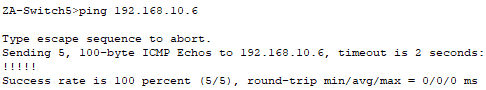 ZA-Switch5>ping 192.168.10.6
Type escape sequence to abort.
Sending 5, 100-byte ICMP Echos to 192.168.10.6, timeout is 2 seconds:
!!!!!
Success rate is 100 percent (5/5), round-trip min/avg/max = 0/0/0 ms